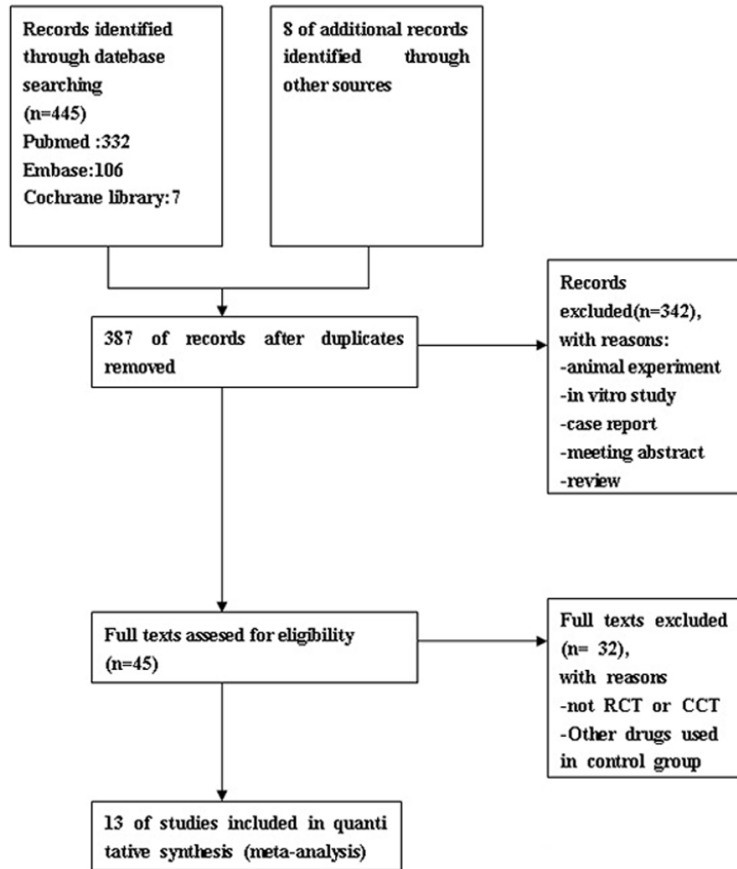 Records identified
through datebase
searching
(n=445)
Pubmed :332
Embase:106
Cochrane library:7
8 of additional records
identified through
other sources
387 of records after duplicates
removed
Records
excluded(n=342),
with reasons:
-animal experiment
-in vitro study
-case report
-meeting abstract
-review
Full texts assesed for eligibility
(n=45)
Full texts excluded
(n= 32),
with reasons
-not RCT or CCT
-Other drugs used
in control group
13 of studies included in quanti
tative synthesis (meta-analysis)